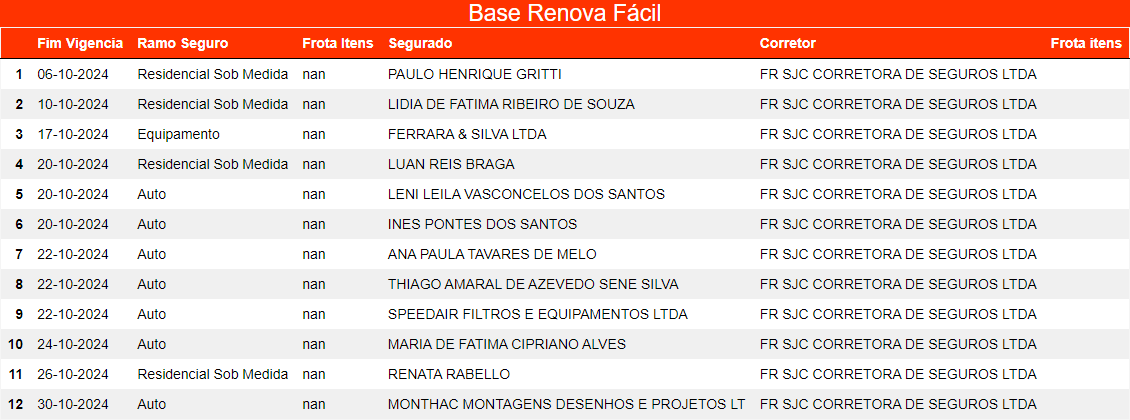 Base Renova Fácil
Fim Vigencia Ramo Seguro Frota Itens Segurado Corretor Frota itens
1 06-10-2024 Residencial Sob Medida nan PAULO HENRIQUE GRITTI FR SJC CORRETORA DE SEGUROS LTDA
2 10-10-2024 Residencial Sob Medida nan LIDIA DE FATIMA RIBEIRO DE SOUZA FR SJC CORRETORA DE SEGUROS LTDA
3 17-10-2024 Equipamento nan FERRARA & SILVA LTDA FR SJC CORRETORA DE SEGUROS LTDA
4 20-10-2024 Residencial Sob Medida nan LUAN REIS BRAGA FR SJC CORRETORA DE SEGUROS LTDA
5 20-10-2024 Auto nan LENI LEILA VASCONCELOS DOS SANTOS FR SJC CORRETORA DE SEGUROS LTDA
6 20-10-2024 Auto nan INES PONTES DOS SANTOS FR SJC CORRETORA DE SEGUROS LTDA
7 22-10-2024 Auto nan ANA PAULA TAVARES DE MELO FR SJC CORRETORA DE SEGUROS LTDA
8 22-10-2024 Auto nan THIAGO AMARAL DE AZEVEDO SENE SILVA FR SJC CORRETORA DE SEGUROS LTDA
9 22-10-2024 Auto nan SPEEDAIR FILTROS E EQUIPAMENTOS LTDA FR SJC CORRETORA DE SEGUROS LTDA
10 24-10-2024 Auto nan MARIA DE FATIMA CIPRIANO ALVES FR SJC CORRETORA DE SEGUROS LTDA
11 26-10-2024 Residencial Sob Medida nan RENATA RABELLO FR SJC CORRETORA DE SEGUROS LTDA
12 30-10-2024 Auto nan MONTHAC MONTAGENS DESENHOS E PROJETOS LT FR SJC CORRETORA DE SEGUROS LTDA